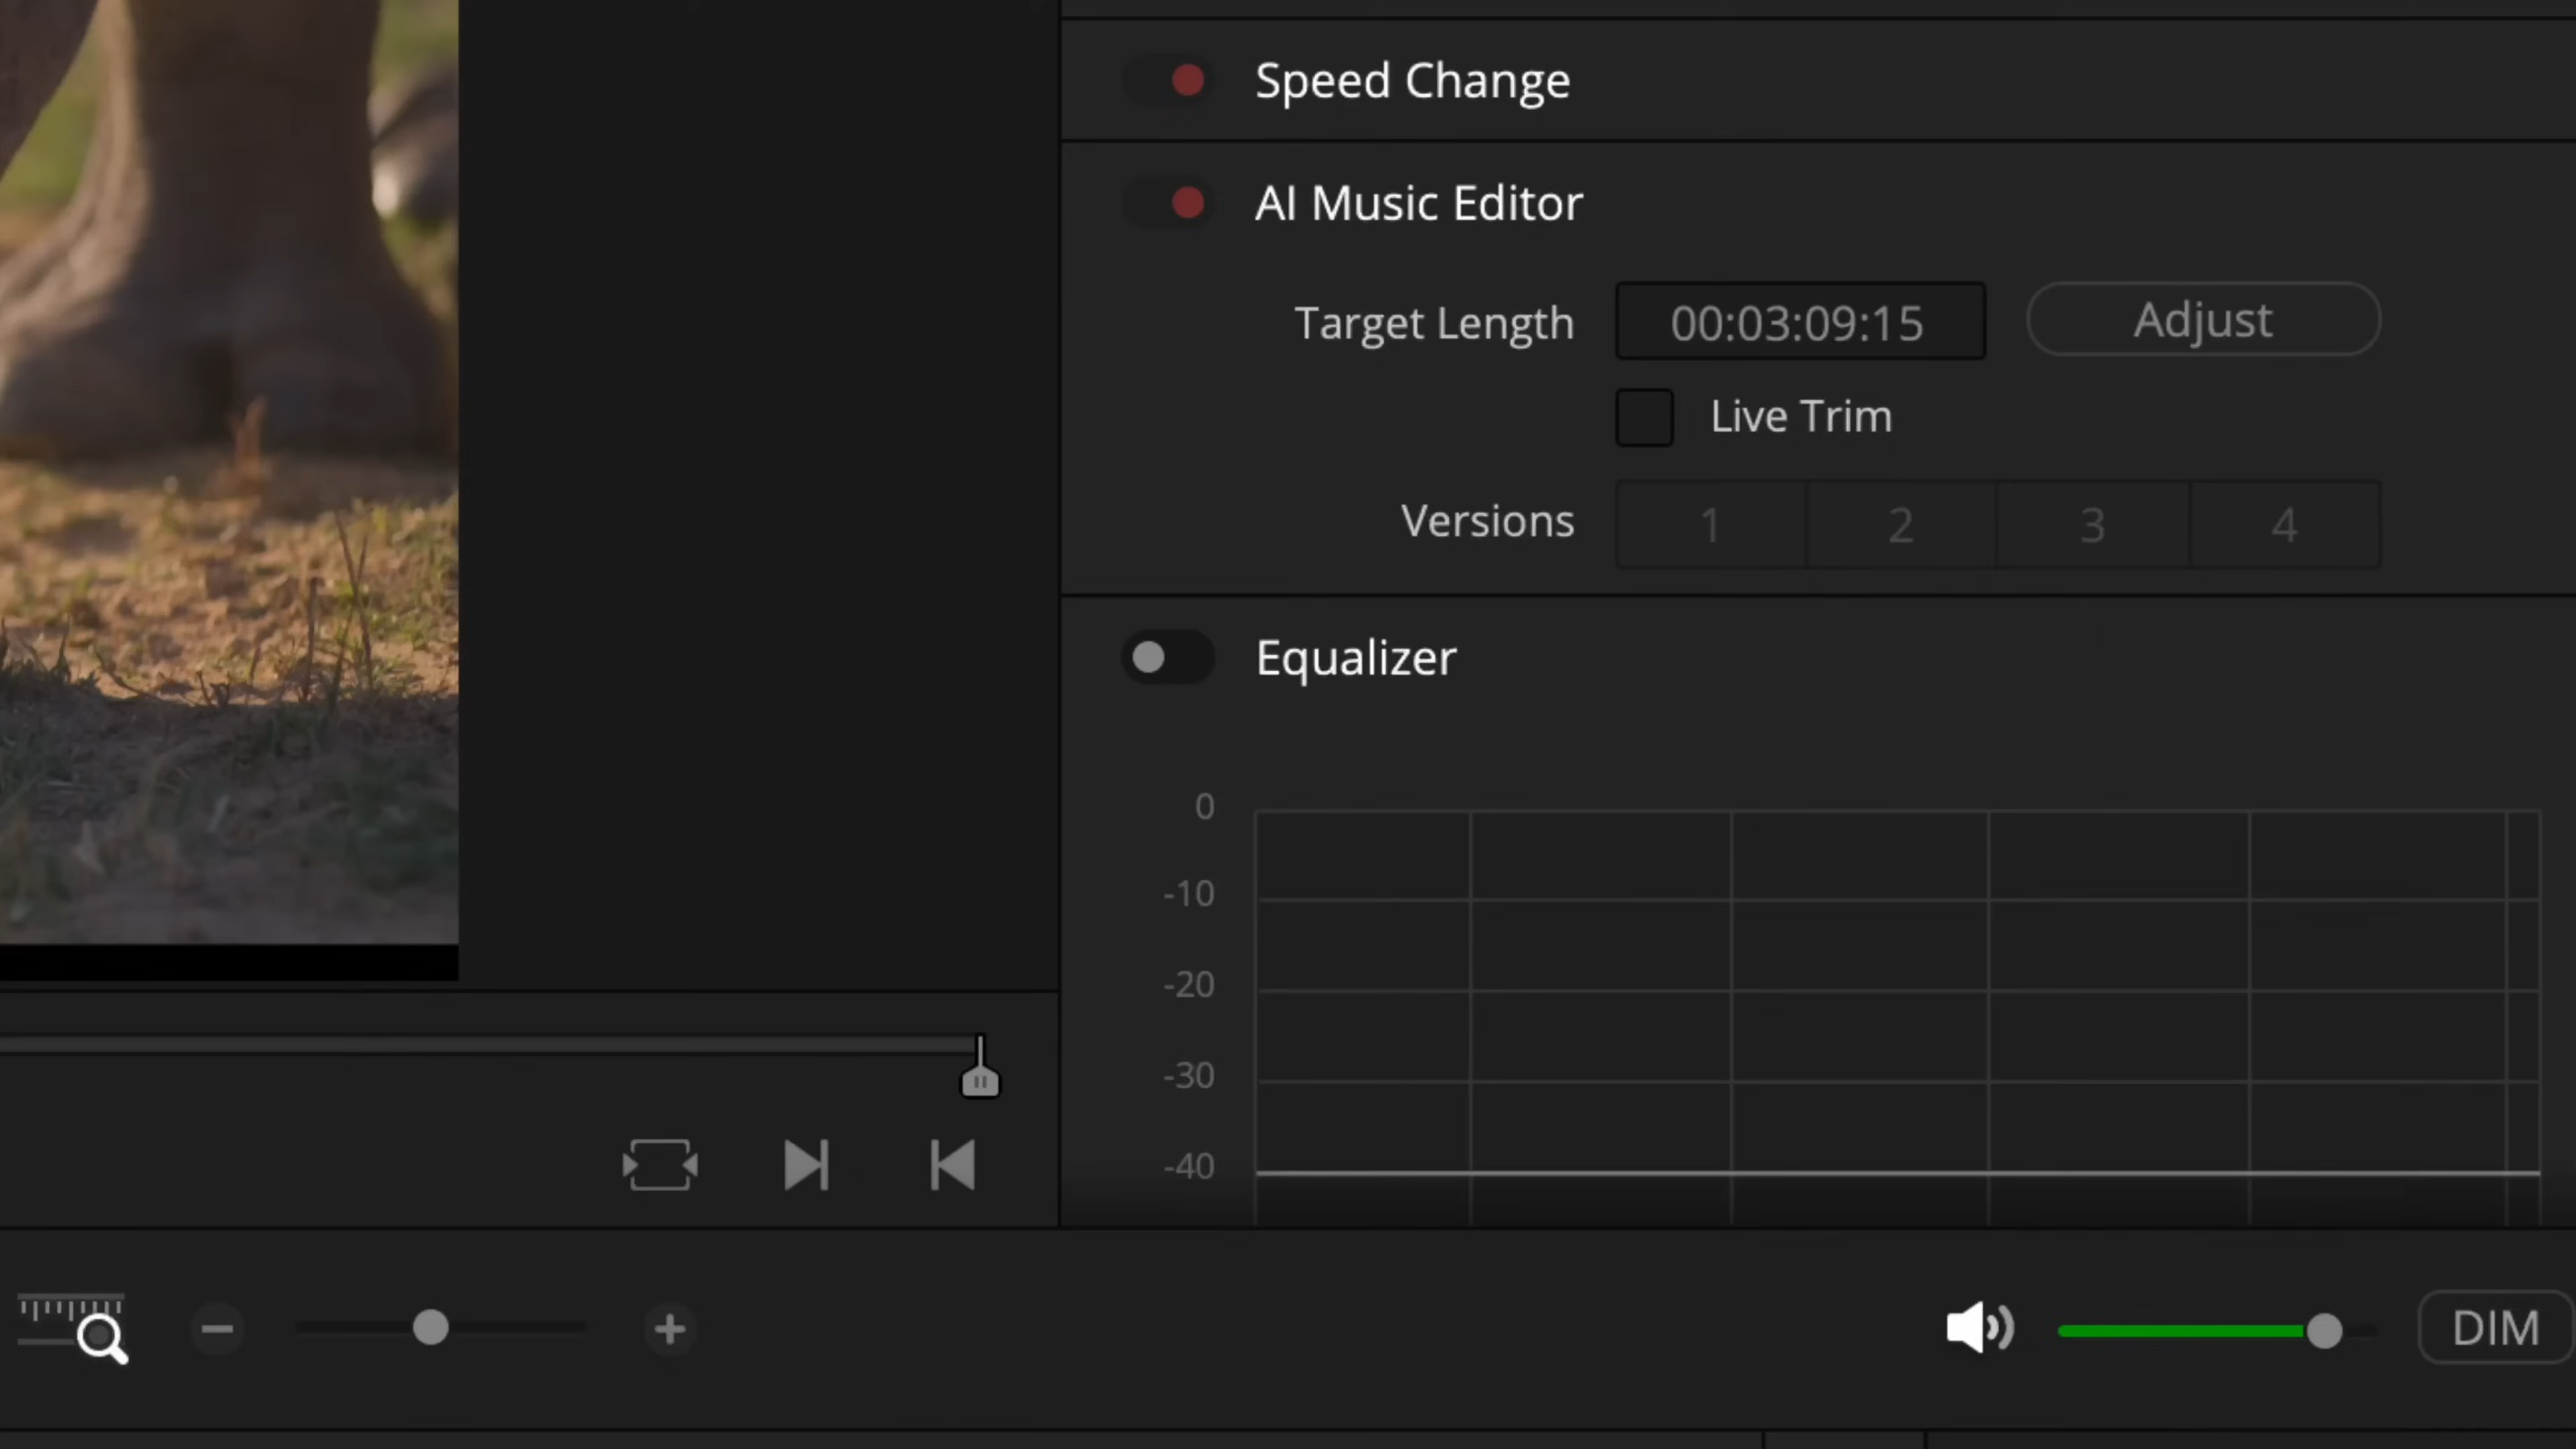 Speed Change
AI Music Editor
Target Length 00:03:09:15 Adjust
Live Trim
Versions 1 2 3 4
Equalizer
0
-10
-20
-30
-40
DIM